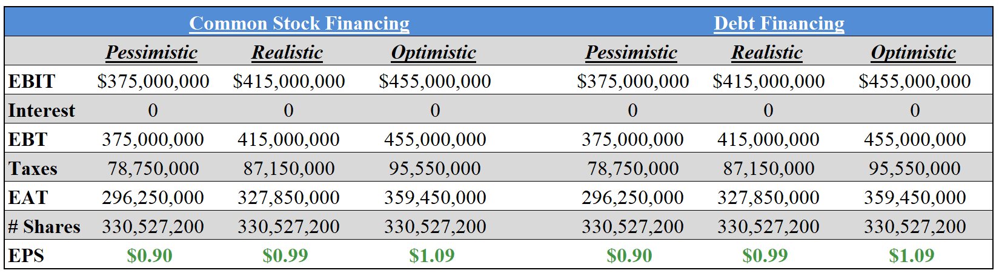 Common Stock Financing Debt Financing
Pessimistic Realistic Optimistic Pessimistic Realistic Optimistic
EBIT $375,000,000 $415,000,000 $455,000,000 $375,000,000 $415,000,000 $455,000,000
Interest 0 0 0 0 0 0
EBT 375,000,000 415,000,000 455,000,000 375,000,000 415,000,000 455,000,000
Taxes 78,750,000 87,150,000 95,550,000 78,750,000 87,150,000 95,550,000
EAT 296,250,000 327,850,000 359,450,000 296,250,000 327,850,000 359,450,000
# Shares 330,527,200 330,527,200 330,527,200 330,527,200 330,527,200 330,527,200
EPS $0.90 $0.99 $1.09 $0.90 $0.99 $1.09